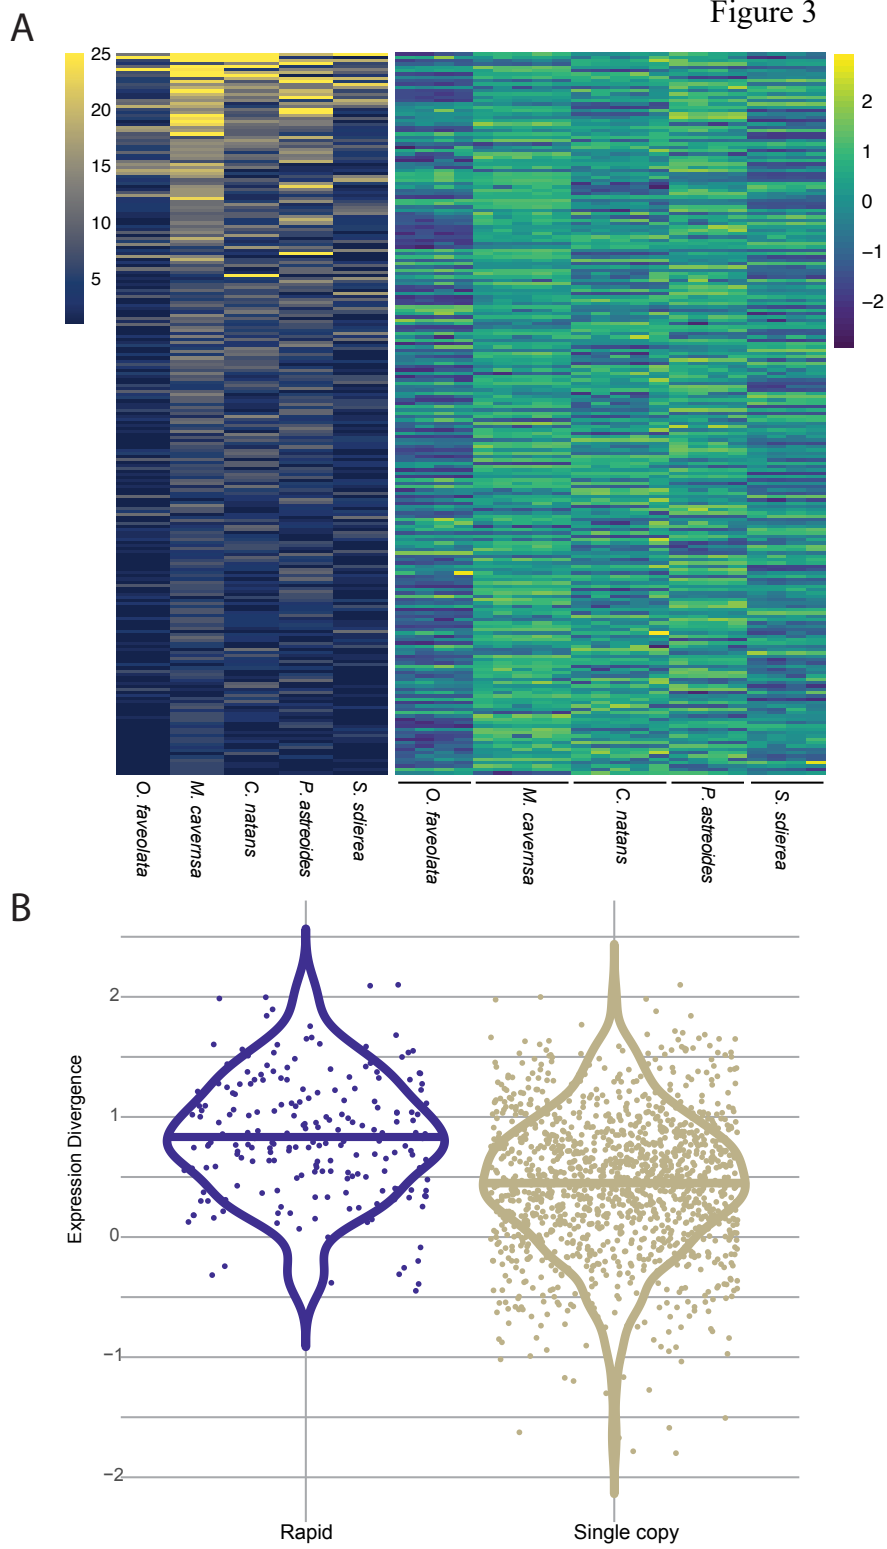 Figure 3
A
25
20
15
10
5
2
1
0
−1
−2
O. faveolata
M. cavernsa
C. natans
P. astreoides
S. sdierea
O. faveolata
M. cavernsa
C. natans
P. astreoides
S. sdierea
B
Expression Divergence
2
1
0
−1
−2
Rapid
Single copy